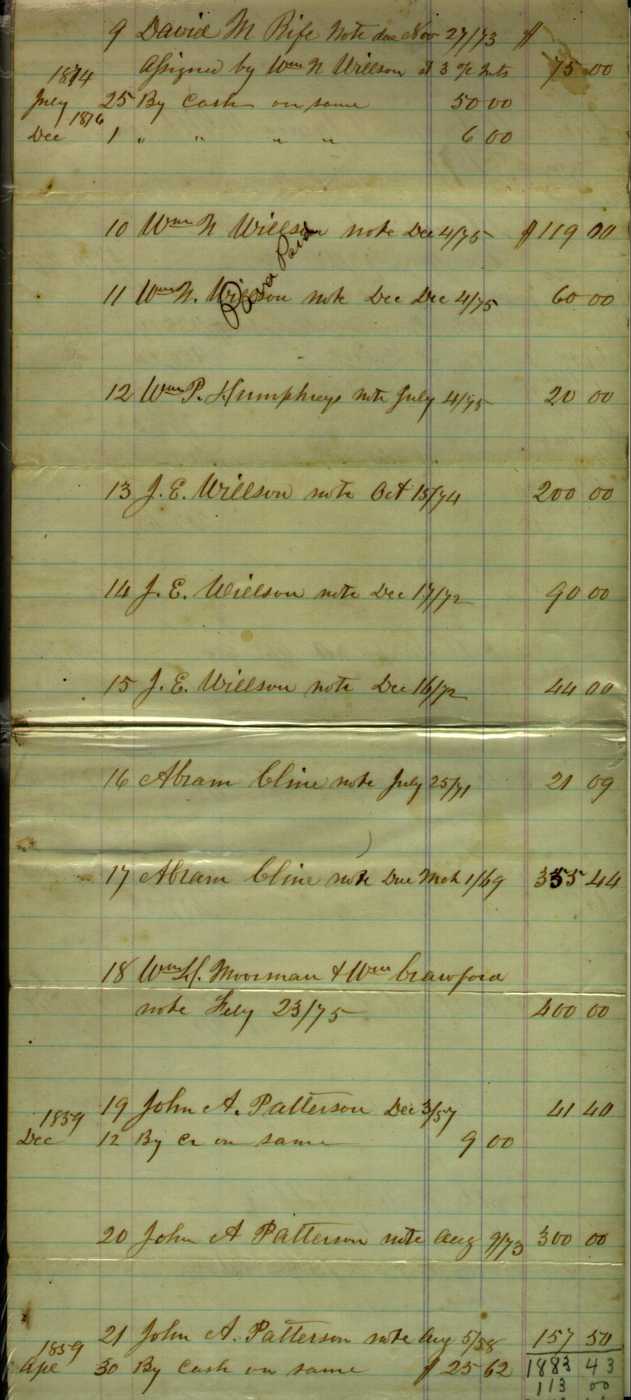 9 David M Rife Note due Nov 27/73 $
1874 Assigned by Wm N Willson at 3 % Ints 75 00
July 25 By Cash on same 50 00
1876
Dec 1 " " " " 6 00
10 Wm N Willson note Dec 4/75 $ 119 00
Paid Paid
11 Wm N. Willson note Dec Dec 4/75 60 00
12 Wm P. Humphreys note July 4/75 20 00
13 J. E. Willson note Oct 15/74 200 00
14 J. E. Willson note Dec 17/72 90 00
15 J. E. Willson note Dec 16/72 44 00
16 Abram Cline note July 25/71 21 09
17 Abram Cline note Due Mch 1/69 355 44
18 Wm H. Moorman & Wm Crawford
note Feby 23/75 400 00
19 John A. Patterson Dec 3/57 41 40
1859
Dec 12 By Cr on same 9 00
20 John A Patterson note Aug 9/73 300 00
21 John A. Patterson note Aug 5/58 157 50
1859 1883 43
Ape 30 By Cash on same $ 25 62
113 00